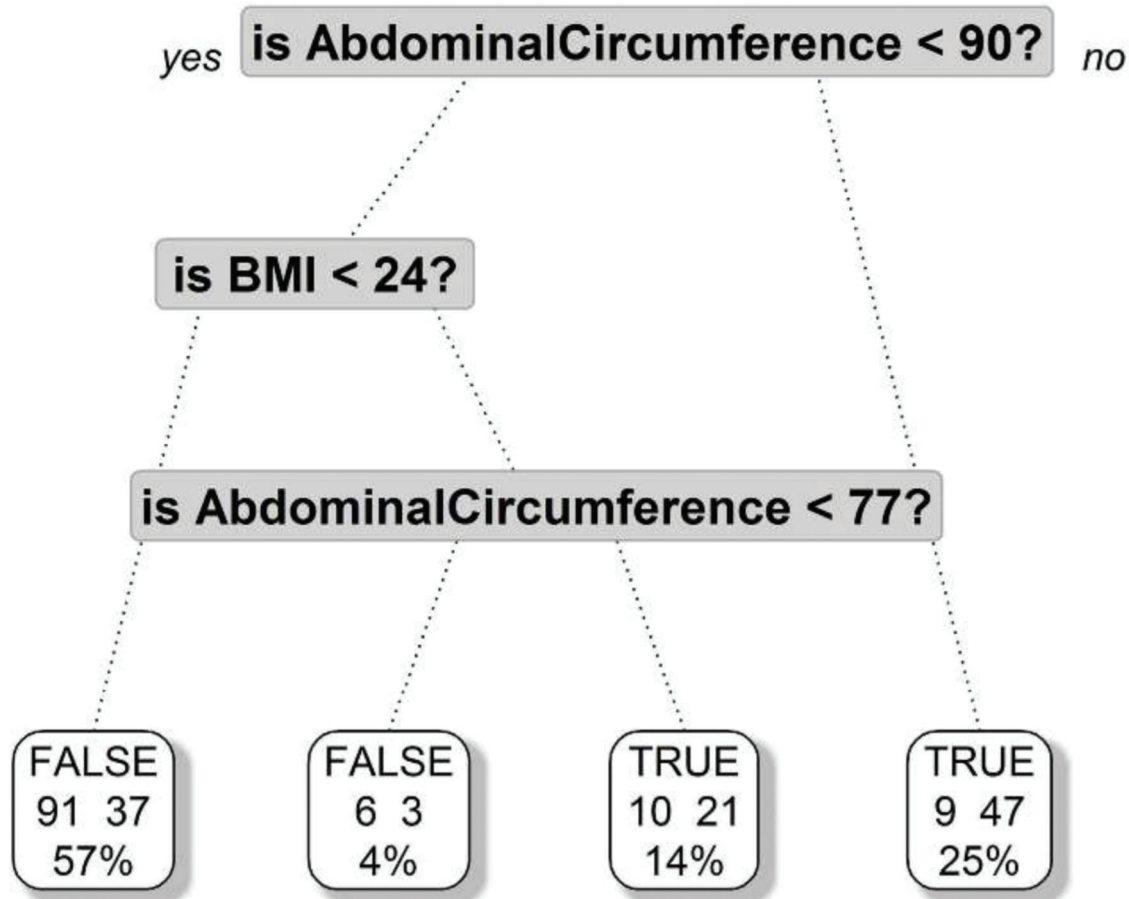 yes is AbdominalCircumference < 90? no
is BMI < 24?
is AbdominalCircumference < 77?
FALSE
91 37
57%
FALSE
6 3
4%
TRUE
10 21
14%
TRUE
9 47
25%